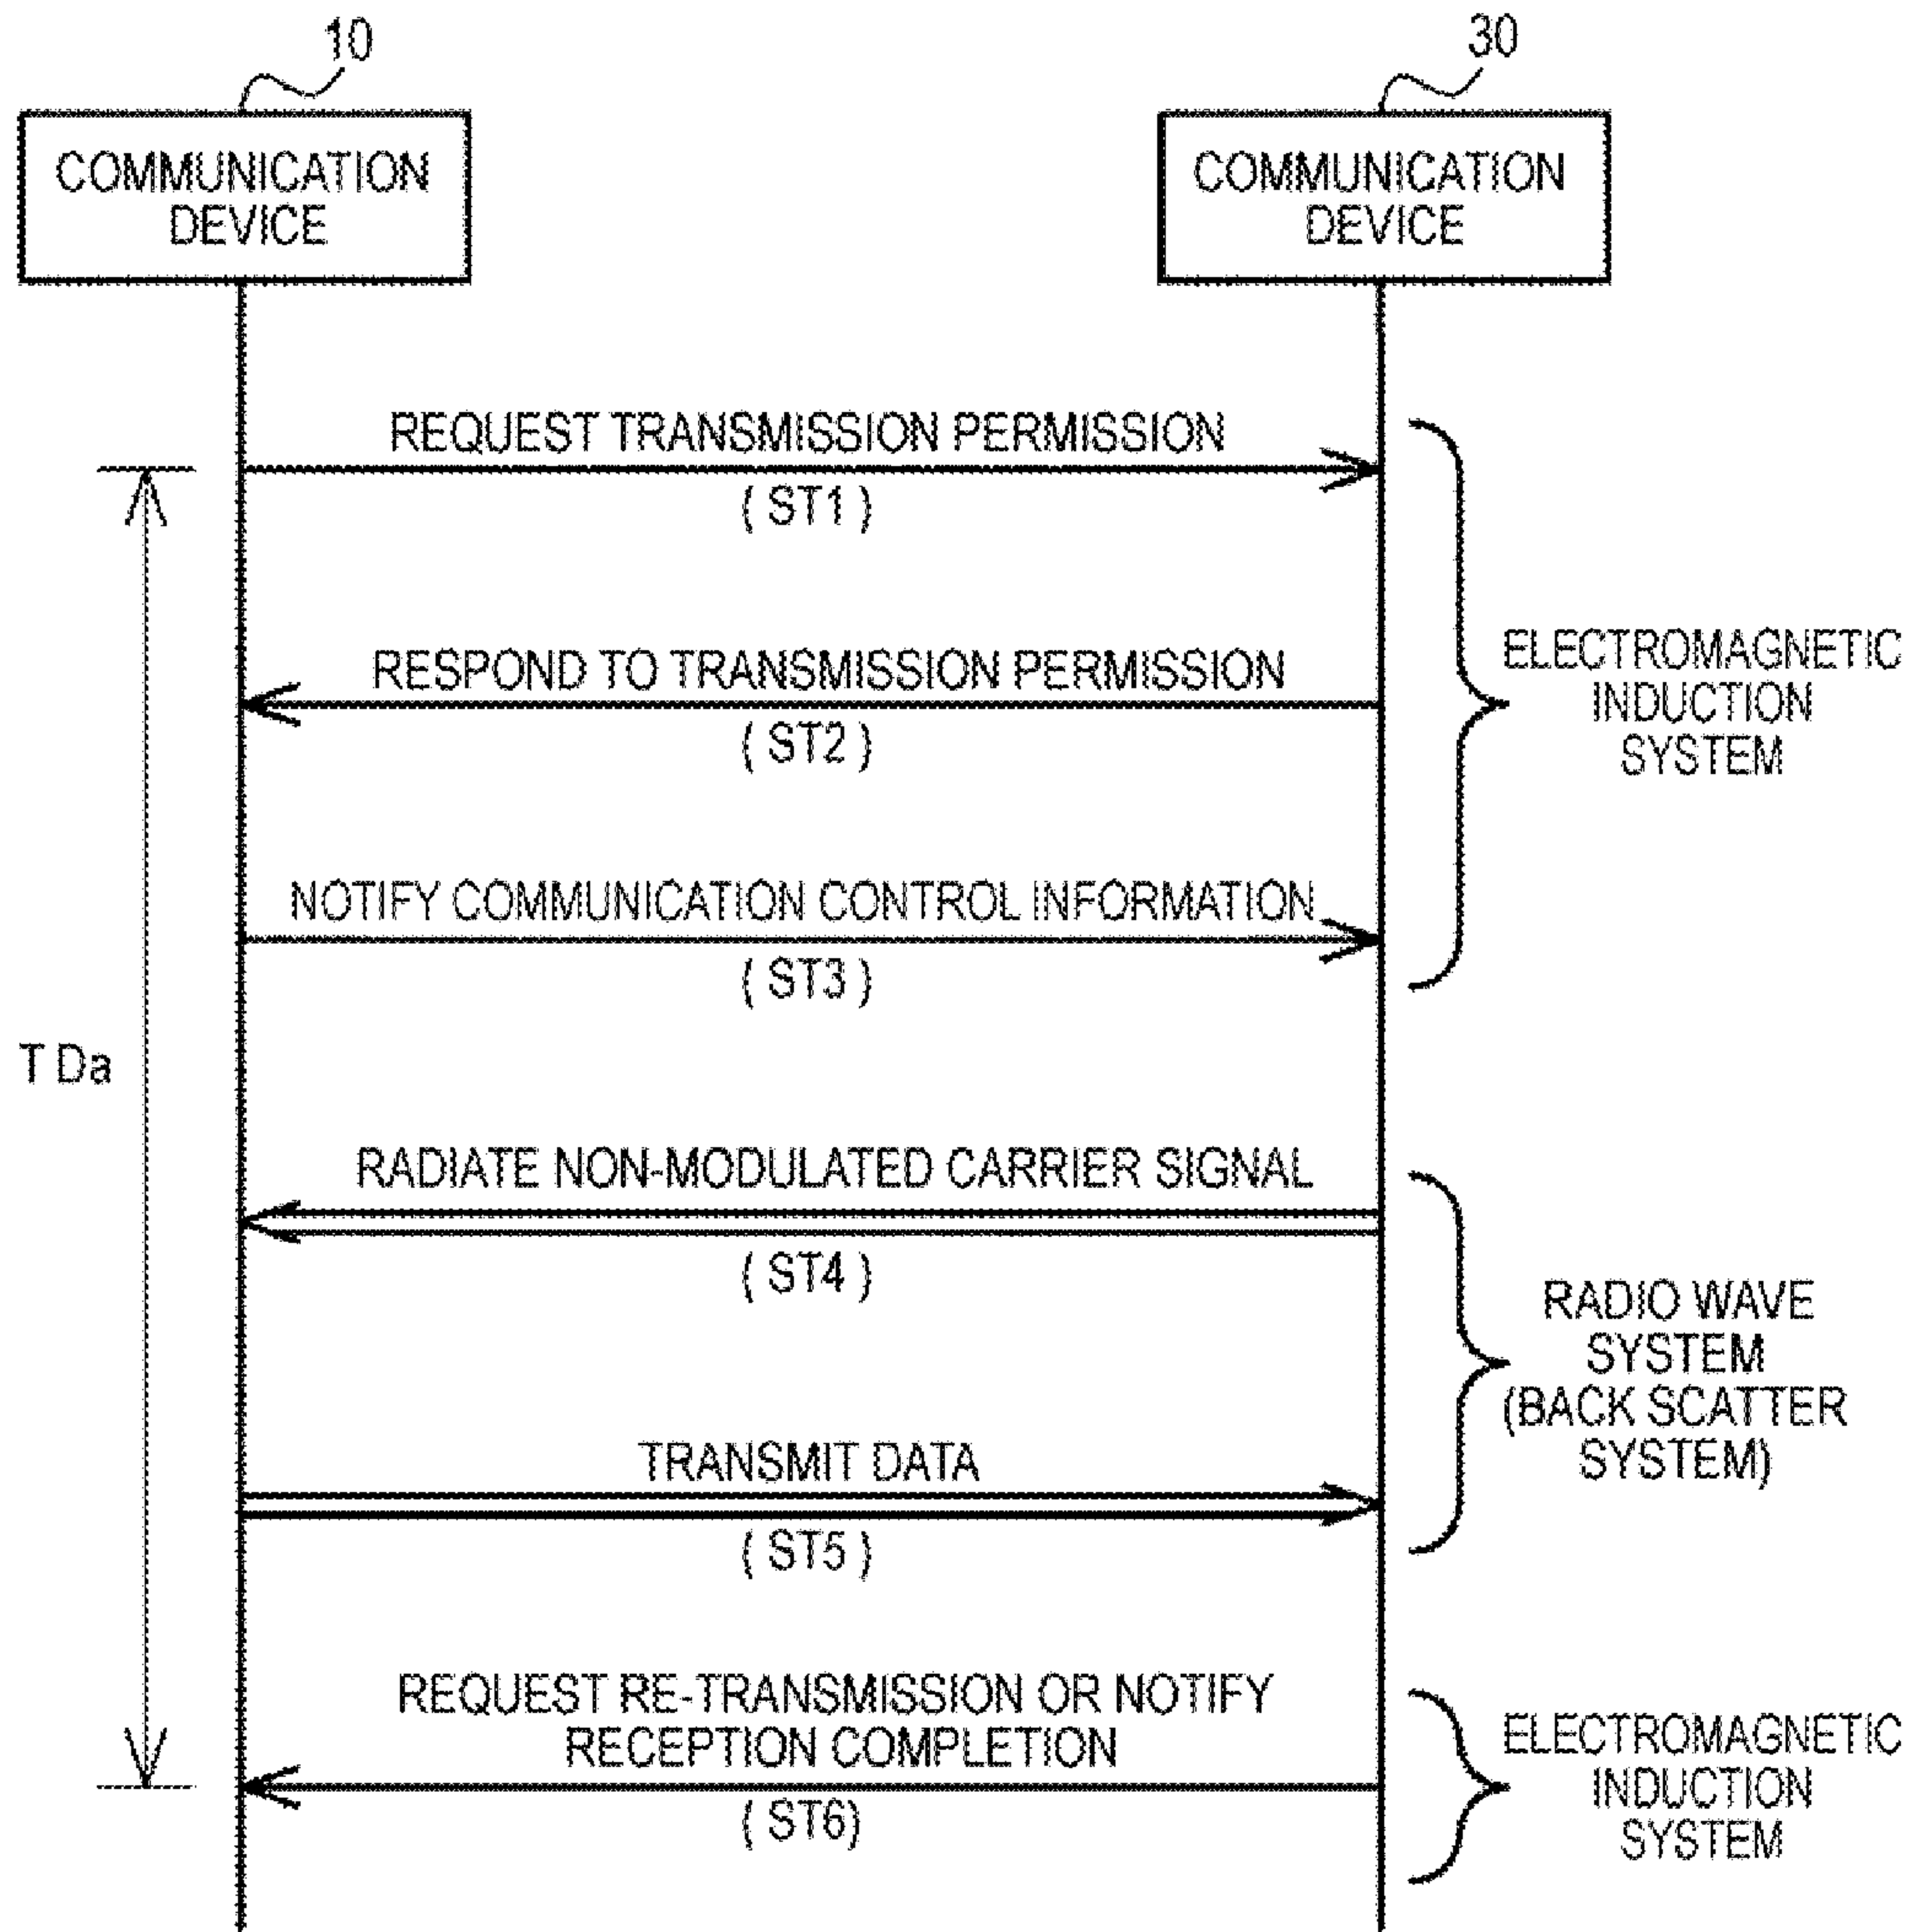 10
30
COMMUNICATION
DEVICE
COMMUNICATION
DEVICE
REQUEST TRANSMISSION PERMISSION
( ST1 )
RESPOND TO TRANSMISSION PERMISSION
( ST2 )
NOTIFY COMMUNICATION CONTROL INFORMATION
( ST3 )
ELECTROMAGNETIC
INDUCTION
SYSTEM
T Da
RADIATE NON-MODULATED CARRIER SIGNAL
( ST4 )
TRANSMIT DATA
( ST5 )
RADIO WAVE
SYSTEM
(BACK SCATTER
SYSTEM)
REQUEST RE-TRANSMISSION OR NOTIFY
RECEPTION COMPLETION
( ST6)
ELECTROMAGNETIC
INDUCTION
SYSTEM